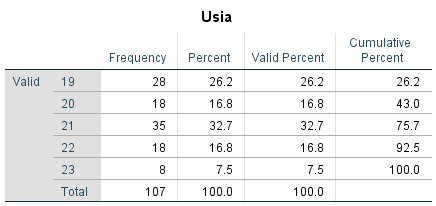 Usia
Frequency Percent Valid Percent Cumulative Percent
Valid 19 28 26.2 26.2 26.2
20 18 16.8 16.8 43.0
21 35 32.7 32.7 75.7
22 18 16.8 16.8 92.5
23 8 7.5 7.5 100.0
Total 107 100.0 100.0